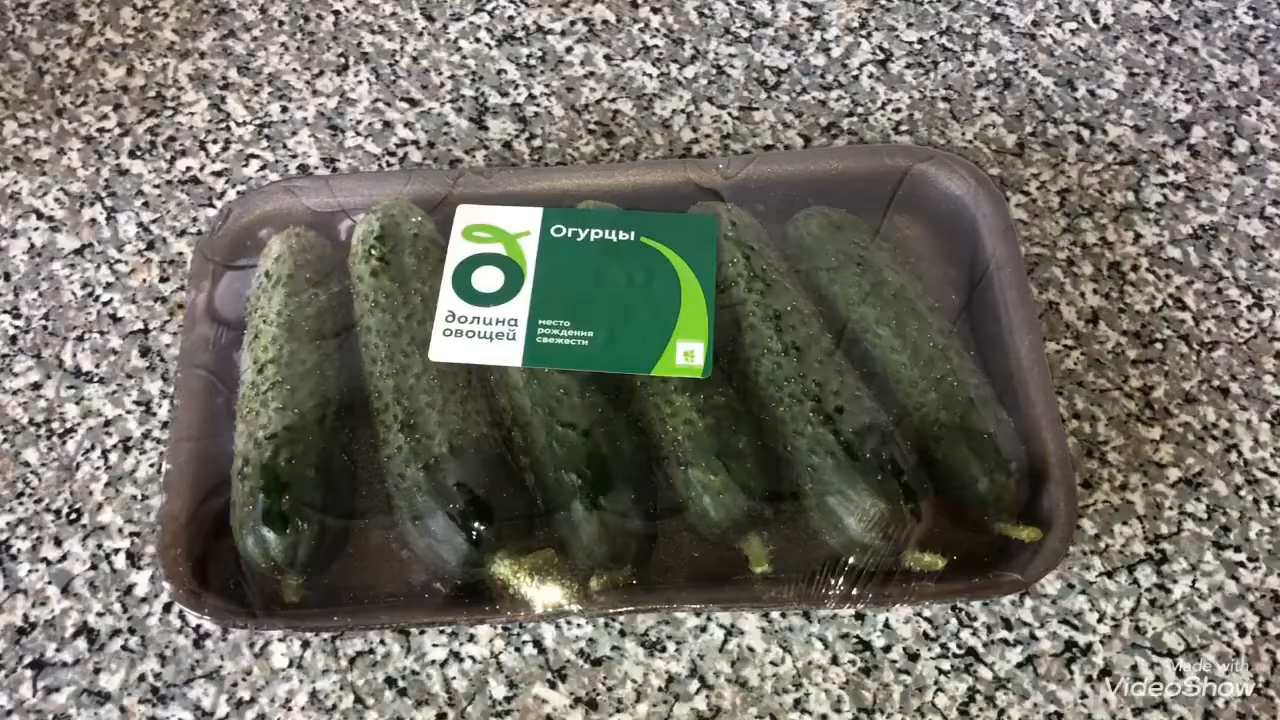 Огурцы
долина
овощей
место
рождения
свежести
Made with
VideoShow